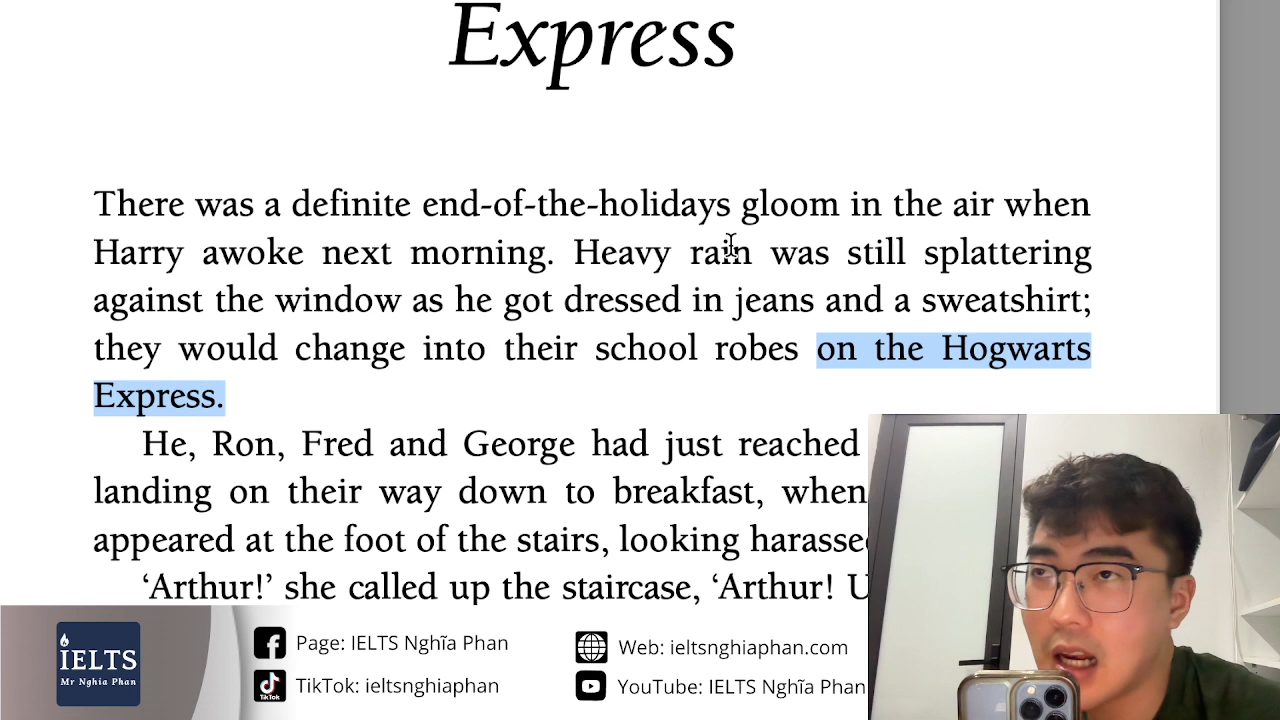 Express
There was a definite end-of-the-holidays gloom in the air when
Harry awoke next morning. Heavy rain was still splattering
against the window as he got dressed in jeans and a sweatshirt;
they would change into their school robes on the Hogwarts
Express.
He, Ron, Fred and George had just reached
landing on their way down to breakfast, when
appeared at the foot of the stairs, looking harassed
‘Arthur!’ she called up the staircase, ‘Arthur! U
IELTS
Mr Nghia Phan
Page: IELTS Nghĩa Phan
TikTok
TikTok: ieltsnghiaphan
Web: ieltsnghiaphan.com
YouTube: IELTS Nghĩa Phan